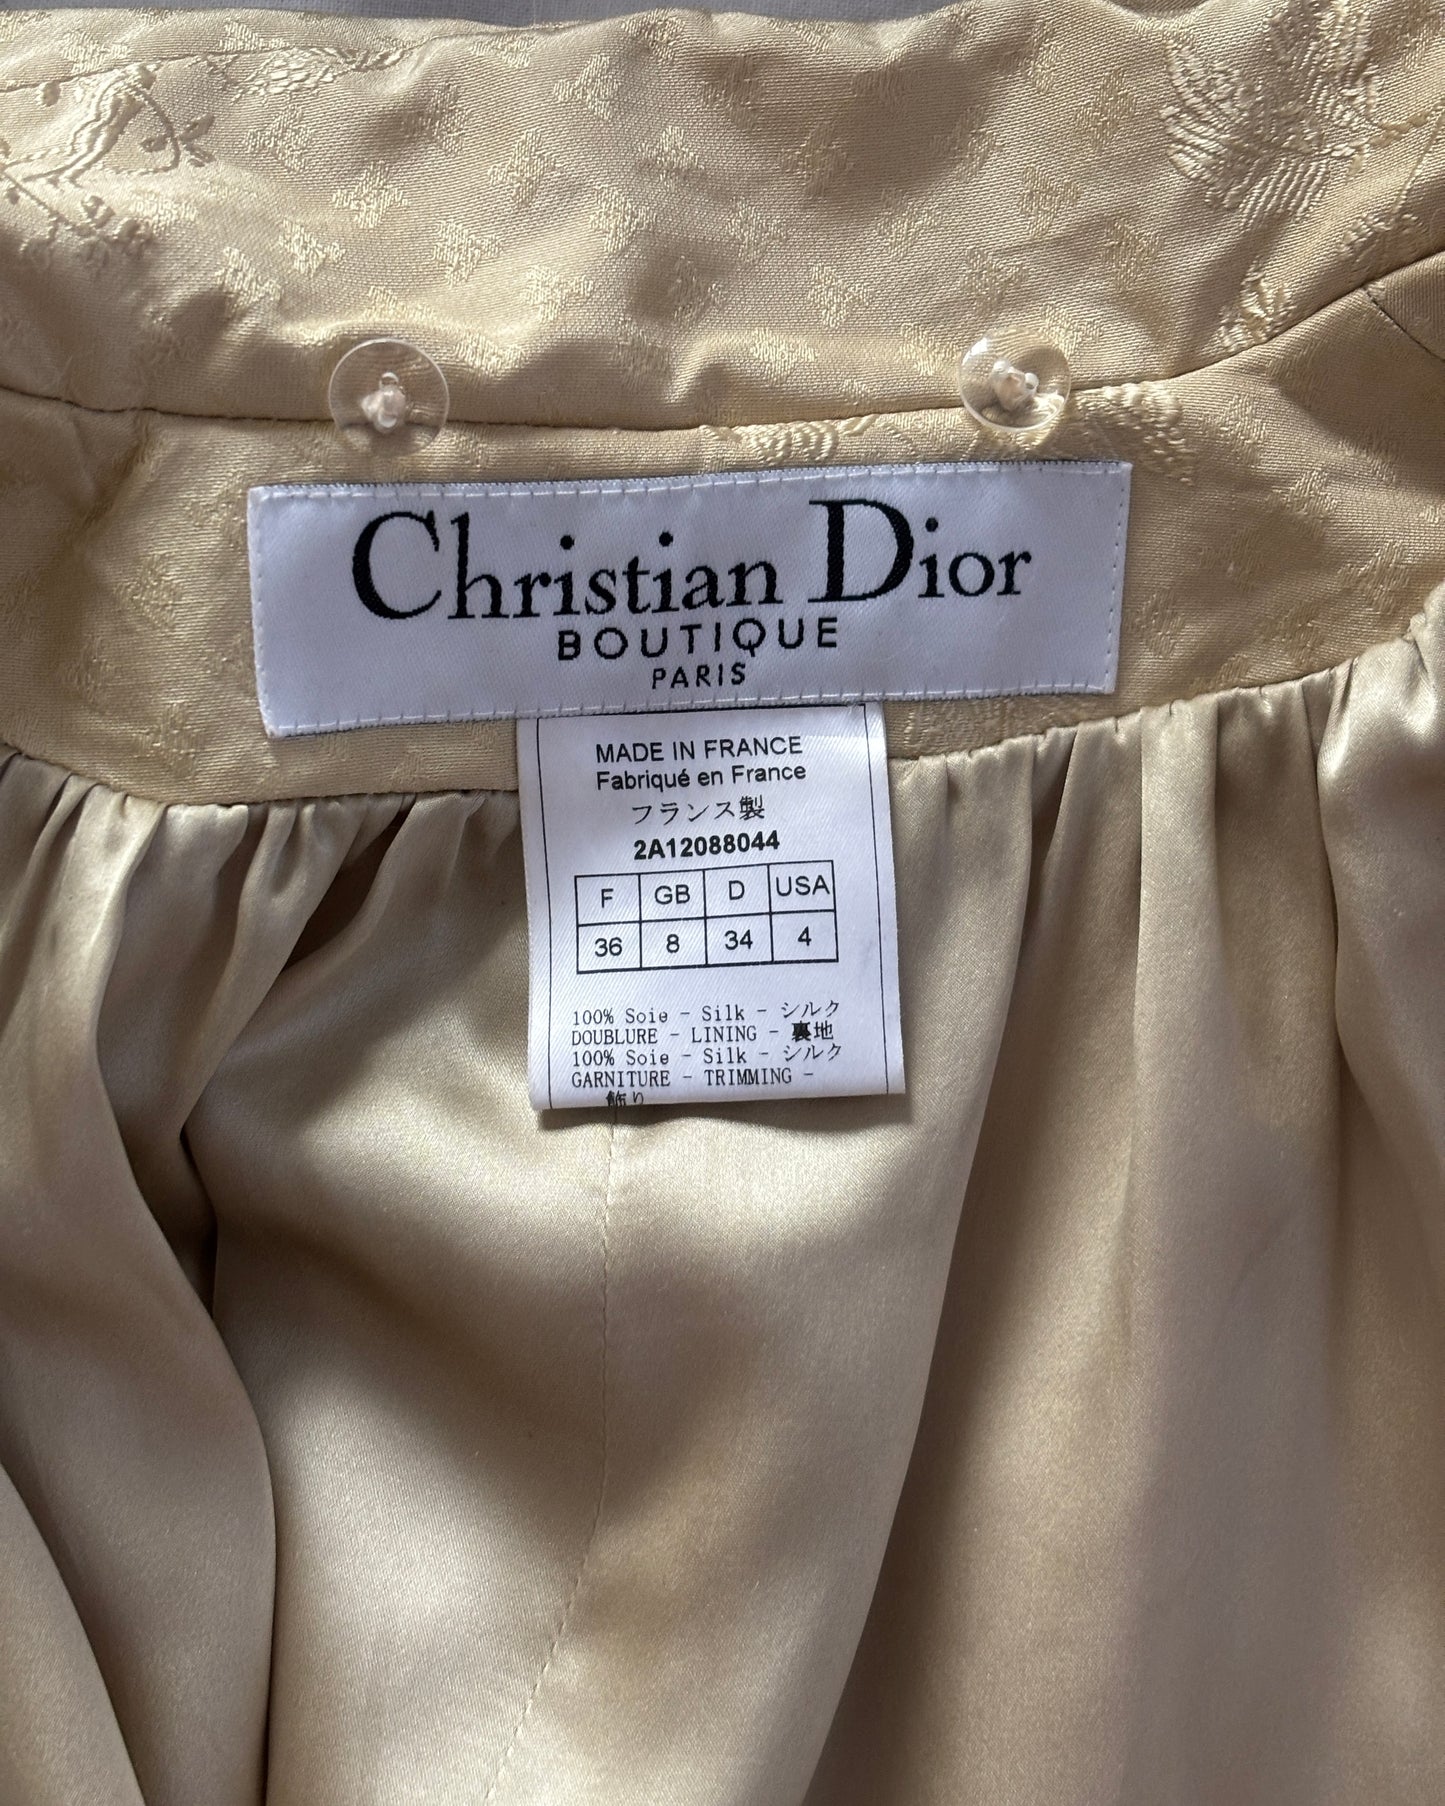 Christian Dior
BOUTIQUE
PARIS
MADE IN FRANCE
Fabriqué en France
フランス製
2A12088044
F GB D USA
36 8 34 4
100% Soie - Silk - シルク
DOUBLURE - LINING - 裏地
100% Soie - Silk - シルク
GARNITURE - TRIMMING -
飾り